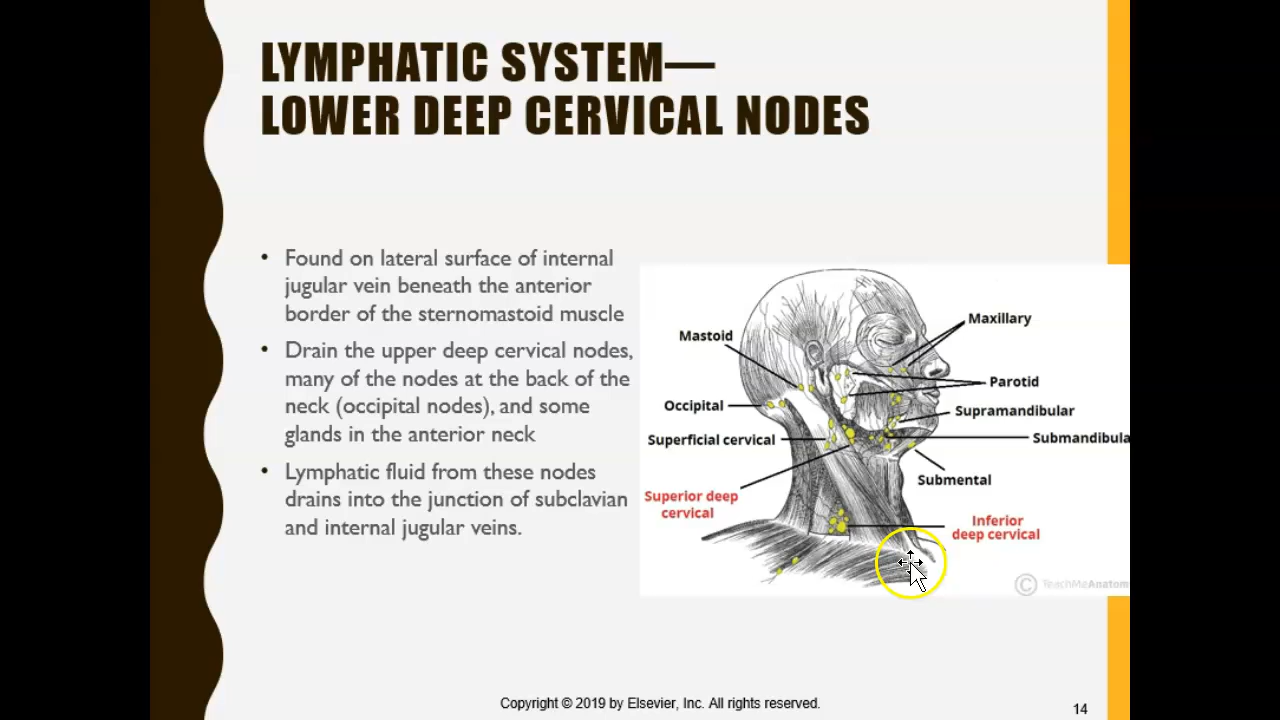 LYMPHATIC SYSTEM—
LOWER DEEP CERVICAL NODES
• Found on lateral surface of internal
jugular vein beneath the anterior
border of the sternomastoid muscle
• Drain the upper deep cervical nodes,
many of the nodes at the back of the
neck (occipital nodes), and some
glands in the anterior neck
• Lymphatic fluid from these nodes
drains into the junction of subclavian
and internal jugular veins.
Mastoid
Maxillary
Parotid
Occipital
Supramandibular
Superficial cervical
Submandibula
Submental
Superior deep
cervical
Inferior
deep cervical
© TeachMeAnatom
Copyright © 2019 by Elsevier, Inc. All rights reserved.
14